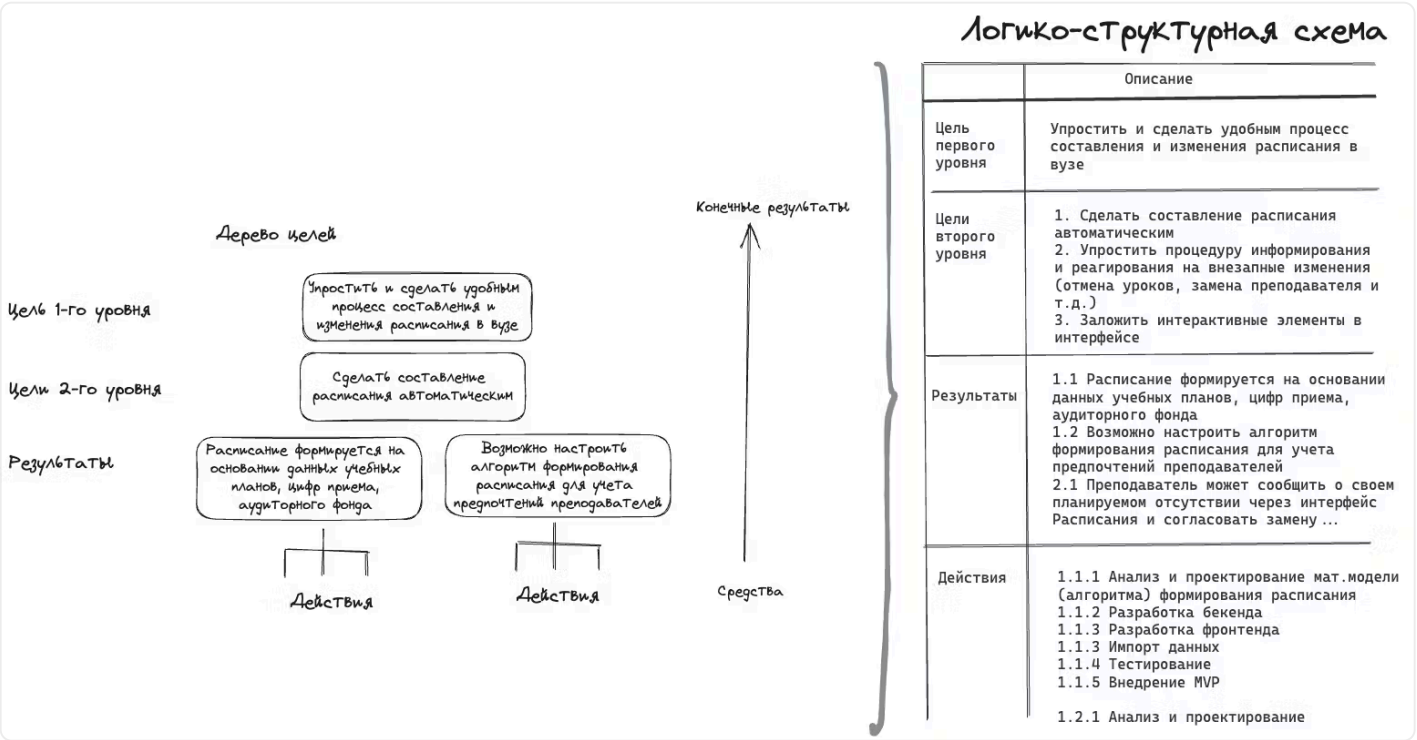 Логико-структурная схема
Дерево целей
Конечные результаты
Цель 1-го уровня
Упростить и сделать удобным
процесс составления и
изменения расписания в вузе
Цели 2-го уровня
Сделать составление
расписания автоматическим
Результаты
Расписание формируется на
основании данных учебных
планов, цифр приема,
аудиторного фонда
Возможно настроить
алгоритм формирования
расписания для учета
предпочтений преподавателей
Действия
Действия
Средства
Описание
Цель
первого
уровня
Упростить и сделать удобным процесс
составления и изменения расписания в
вузе
Цели
второго
уровня
1. Сделать составление расписания
автоматическим
2. Упростить процедуру информирования
и реагирования на внезапные изменения
(отмена уроков, замена преподавателя и
т.д.)
3. Заложить интерактивные элементы в
интерфейсе
Результаты
1.1 Расписание формируется на основании
данных учебных планов, цифр приема,
аудиторного фонда
1.2 Возможно настроить алгоритм
формирования расписания для учета
предпочтений преподавателей
2.1 Преподаватель может сообщить о своем
планируемом отсутствии через интерфейс
Расписания и согласовать замену...
Действия
1.1.1 Анализ и проектирование мат.модели
(алгоритма) формирования расписания
1.1.2 Разработка бекенда
1.1.3 Разработка фронтенда
1.1.3 Импорт данных
1.1.4 Тестирование
1.1.5 Внедрение MVP
1.2.1 Анализ и проектирование